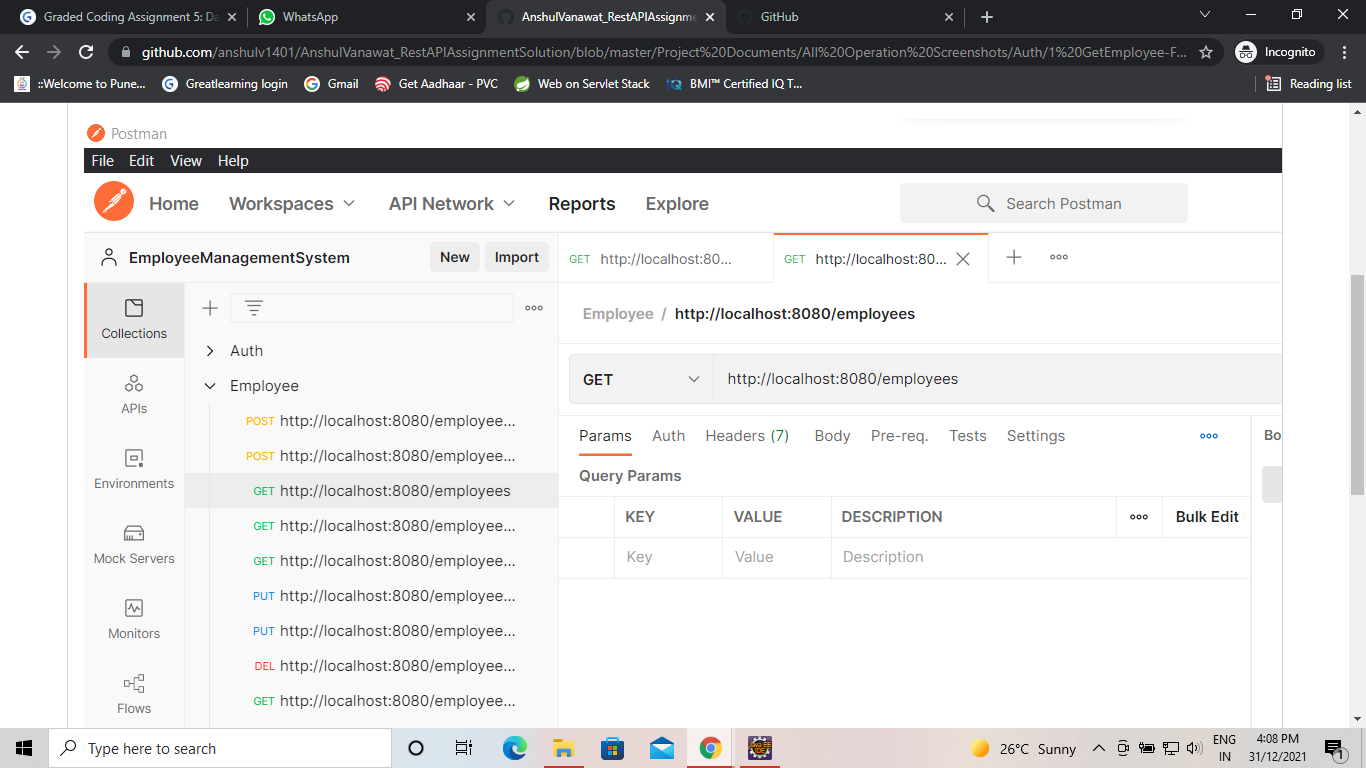 Graded Coding Assignment 5: Da
WhatsApp
AnshulVanawat_RestAPIAssignme
GitHub
github.com/anshulv1401/AnshulVanawat_RestAPIAssignmentSolution/blob/master/Project%20Documents/All%20Operation%20Screenshots/Auth/1%20GetEmployee-F...
Incognito
::Welcome to Pune...
Greatlearning login
Gmail
Get Aadhaar - PVC
Web on Servlet Stack
IQ
BMI™ Certified IQ T...
Reading list
Postman
File Edit View Help
Home Workspaces API Network Reports Explore
Search Postman
EmployeeManagementSystem
New
Import
GET http://localhost:80...
GET http://localhost:80...
Collections
APIs
Environments
Mock Servers
Monitors
Flows
Auth
Employee
POST http://localhost:8080/employee...
POST http://localhost:8080/employee...
GET http://localhost:8080/employees
GET http://localhost:8080/employee...
GET http://localhost:8080/employee...
PUT http://localhost:8080/employee...
PUT http://localhost:8080/employee...
DEL http://localhost:8080/employee...
GET http://localhost:8080/employee...
Employee / http://localhost:8080/employees
GET http://localhost:8080/employees
Params Auth Headers (7) Body Pre-req. Tests Settings
Bo
Query Params
KEY VALUE DESCRIPTION Bulk Edit
Key Value Description
Type here to search
26°C Sunny
ENG
IN
4:08 PM
31/12/2021
1